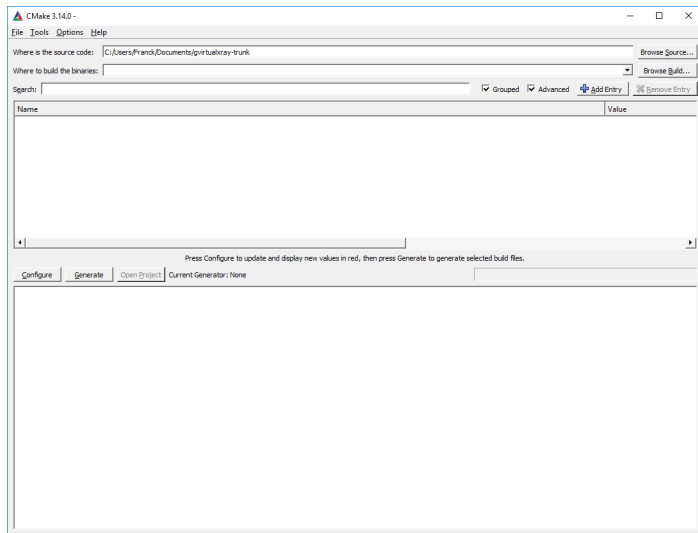 CMake 3.14.0 -
File Tools Options Help
Where is the source code: C:/Users/Franck/Documents/gvirtualxray-trunk Browse Source...
Where to build the binaries: Browse Build...
Search: Grouped Advanced Add Entry Remove Entry
Name Value
Press Configure to update and display new values in red, then press Generate to generate selected build files.
Configure Generate Open Project Current Generator: None